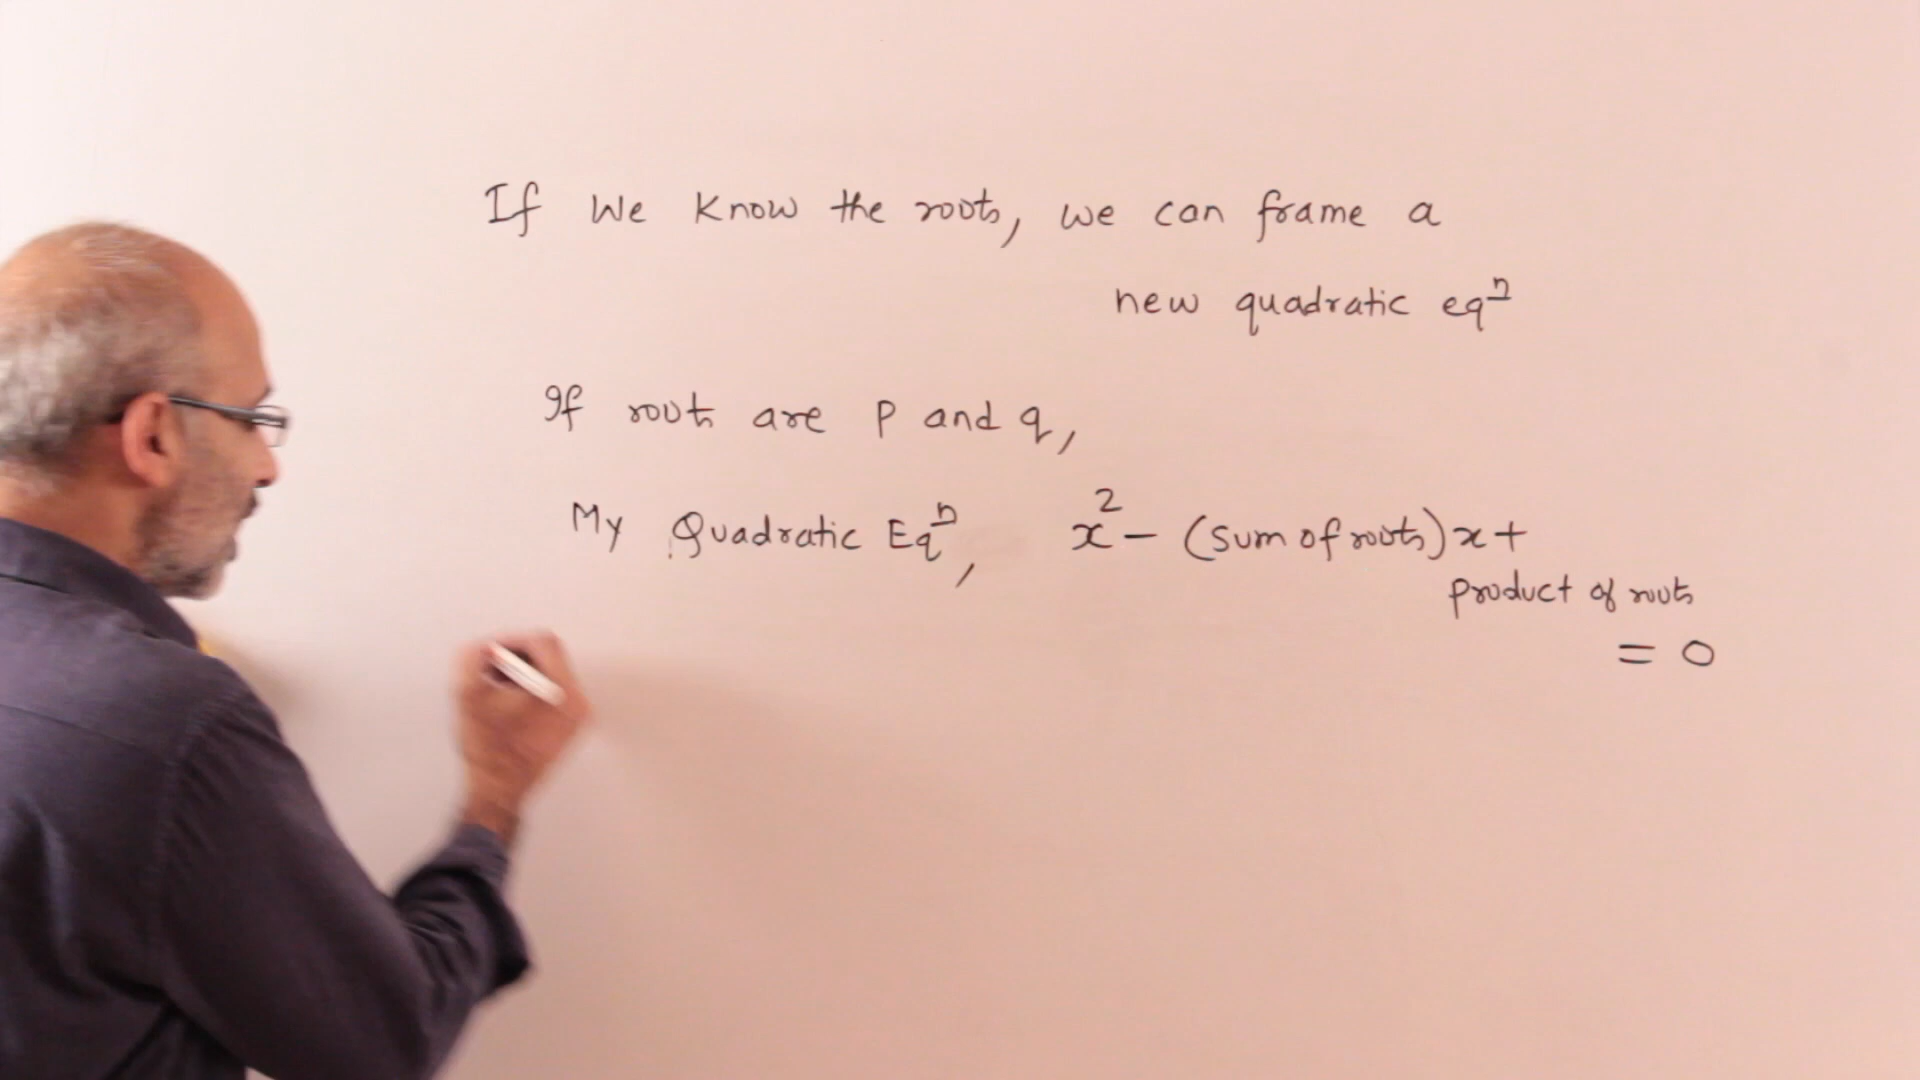 If We Know the roots, we can frame a
new quadratic eqⁿ
If roots are P and q,
My Quadratic Eqⁿ, x² - (sum of roots)x +
product of roots
= 0